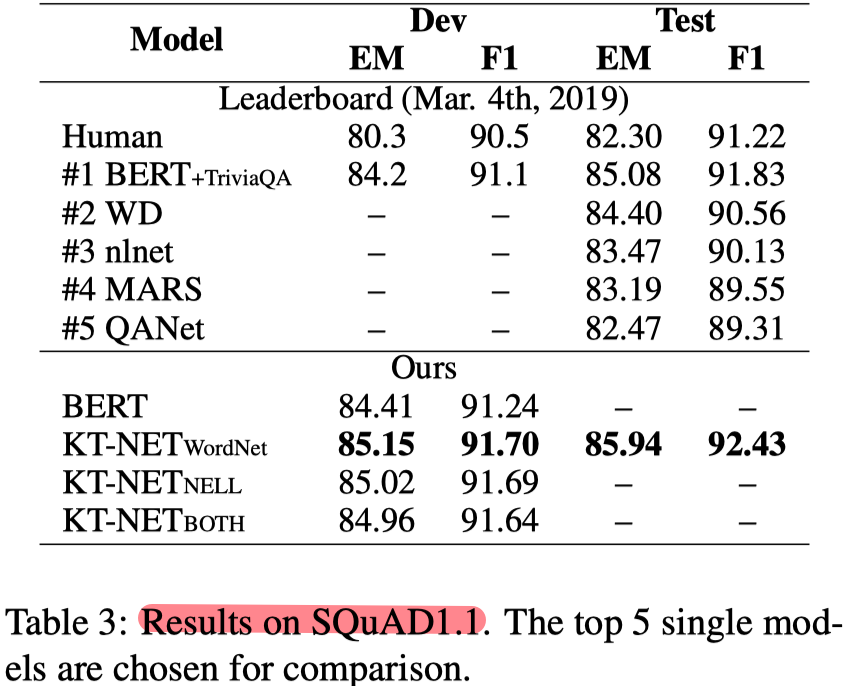 Model Dev Test
EM F1 EM F1
Leaderboard (Mar. 4th, 2019)
Human 80.3 90.5 82.30 91.22
#1 BERT+TriviaQA 84.2 91.1 85.08 91.83
#2 WD – – 84.40 90.56
#3 nlnet – – 83.47 90.13
#4 MARS – – 83.19 89.55
#5 QANet – – 82.47 89.31
Ours
BERT 84.41 91.24 – –
KT-NETWordNet 85.15 91.70 85.94 92.43
KT-NETNELL 85.02 91.69 – –
KT-NETBOTH 84.96 91.64 – –
Table 3: Results on SQuAD1.1. The top 5 single mod-
els are chosen for comparison.